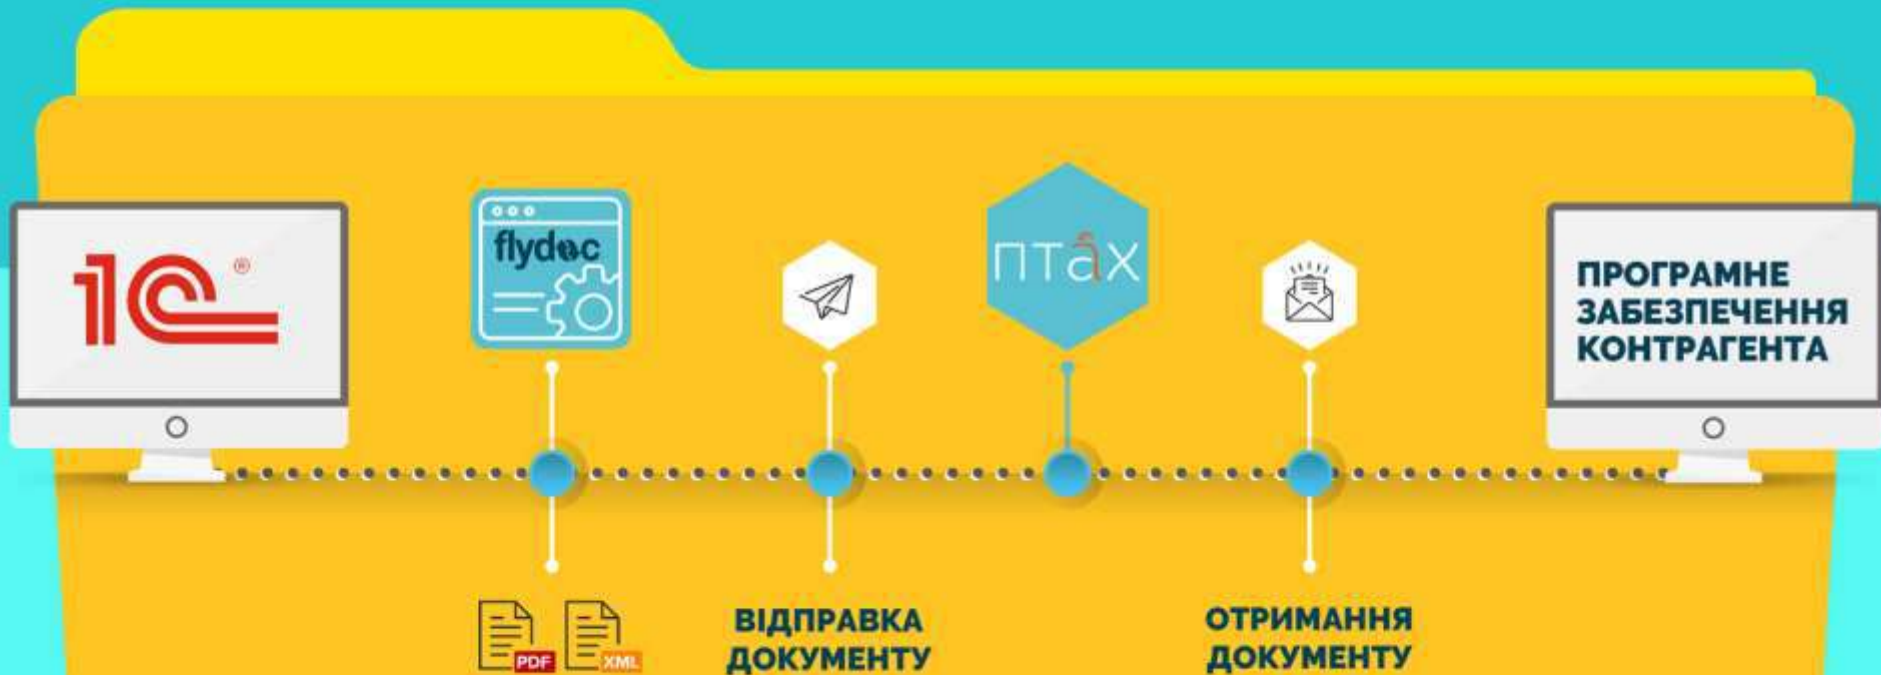 1С®
flydoc
птах
ПРОГРАМНЕ
ЗАБЕЗПЕЧЕННЯ
КОНТРАГЕНТА
PDF XML
ВІДПРАВКА
ДОКУМЕНТУ
ОТРИМАННЯ
ДОКУМЕНТУ